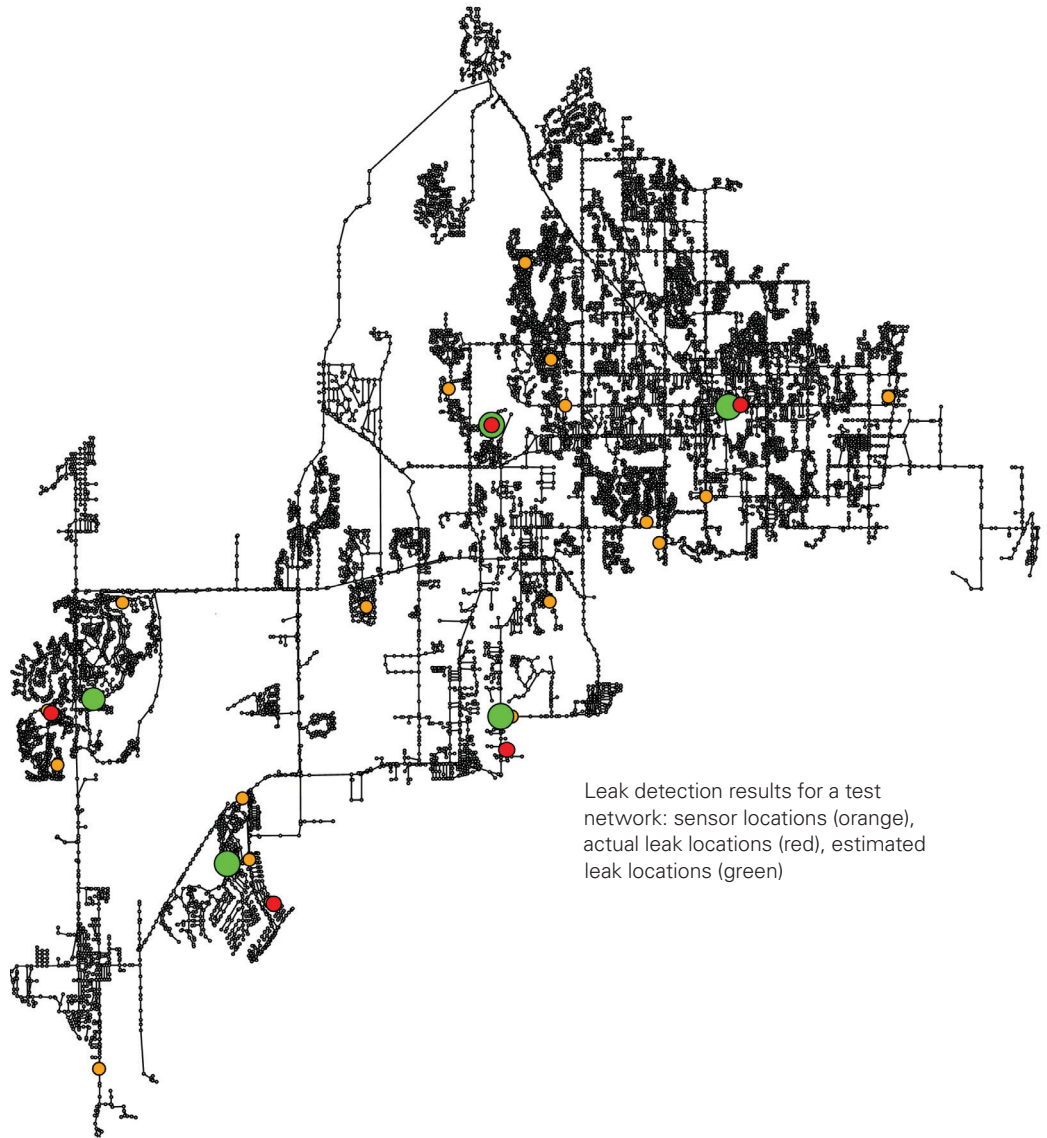 Leak detection results for a test
network: sensor locations (orange),
actual leak locations (red), estimated
leak locations (green)